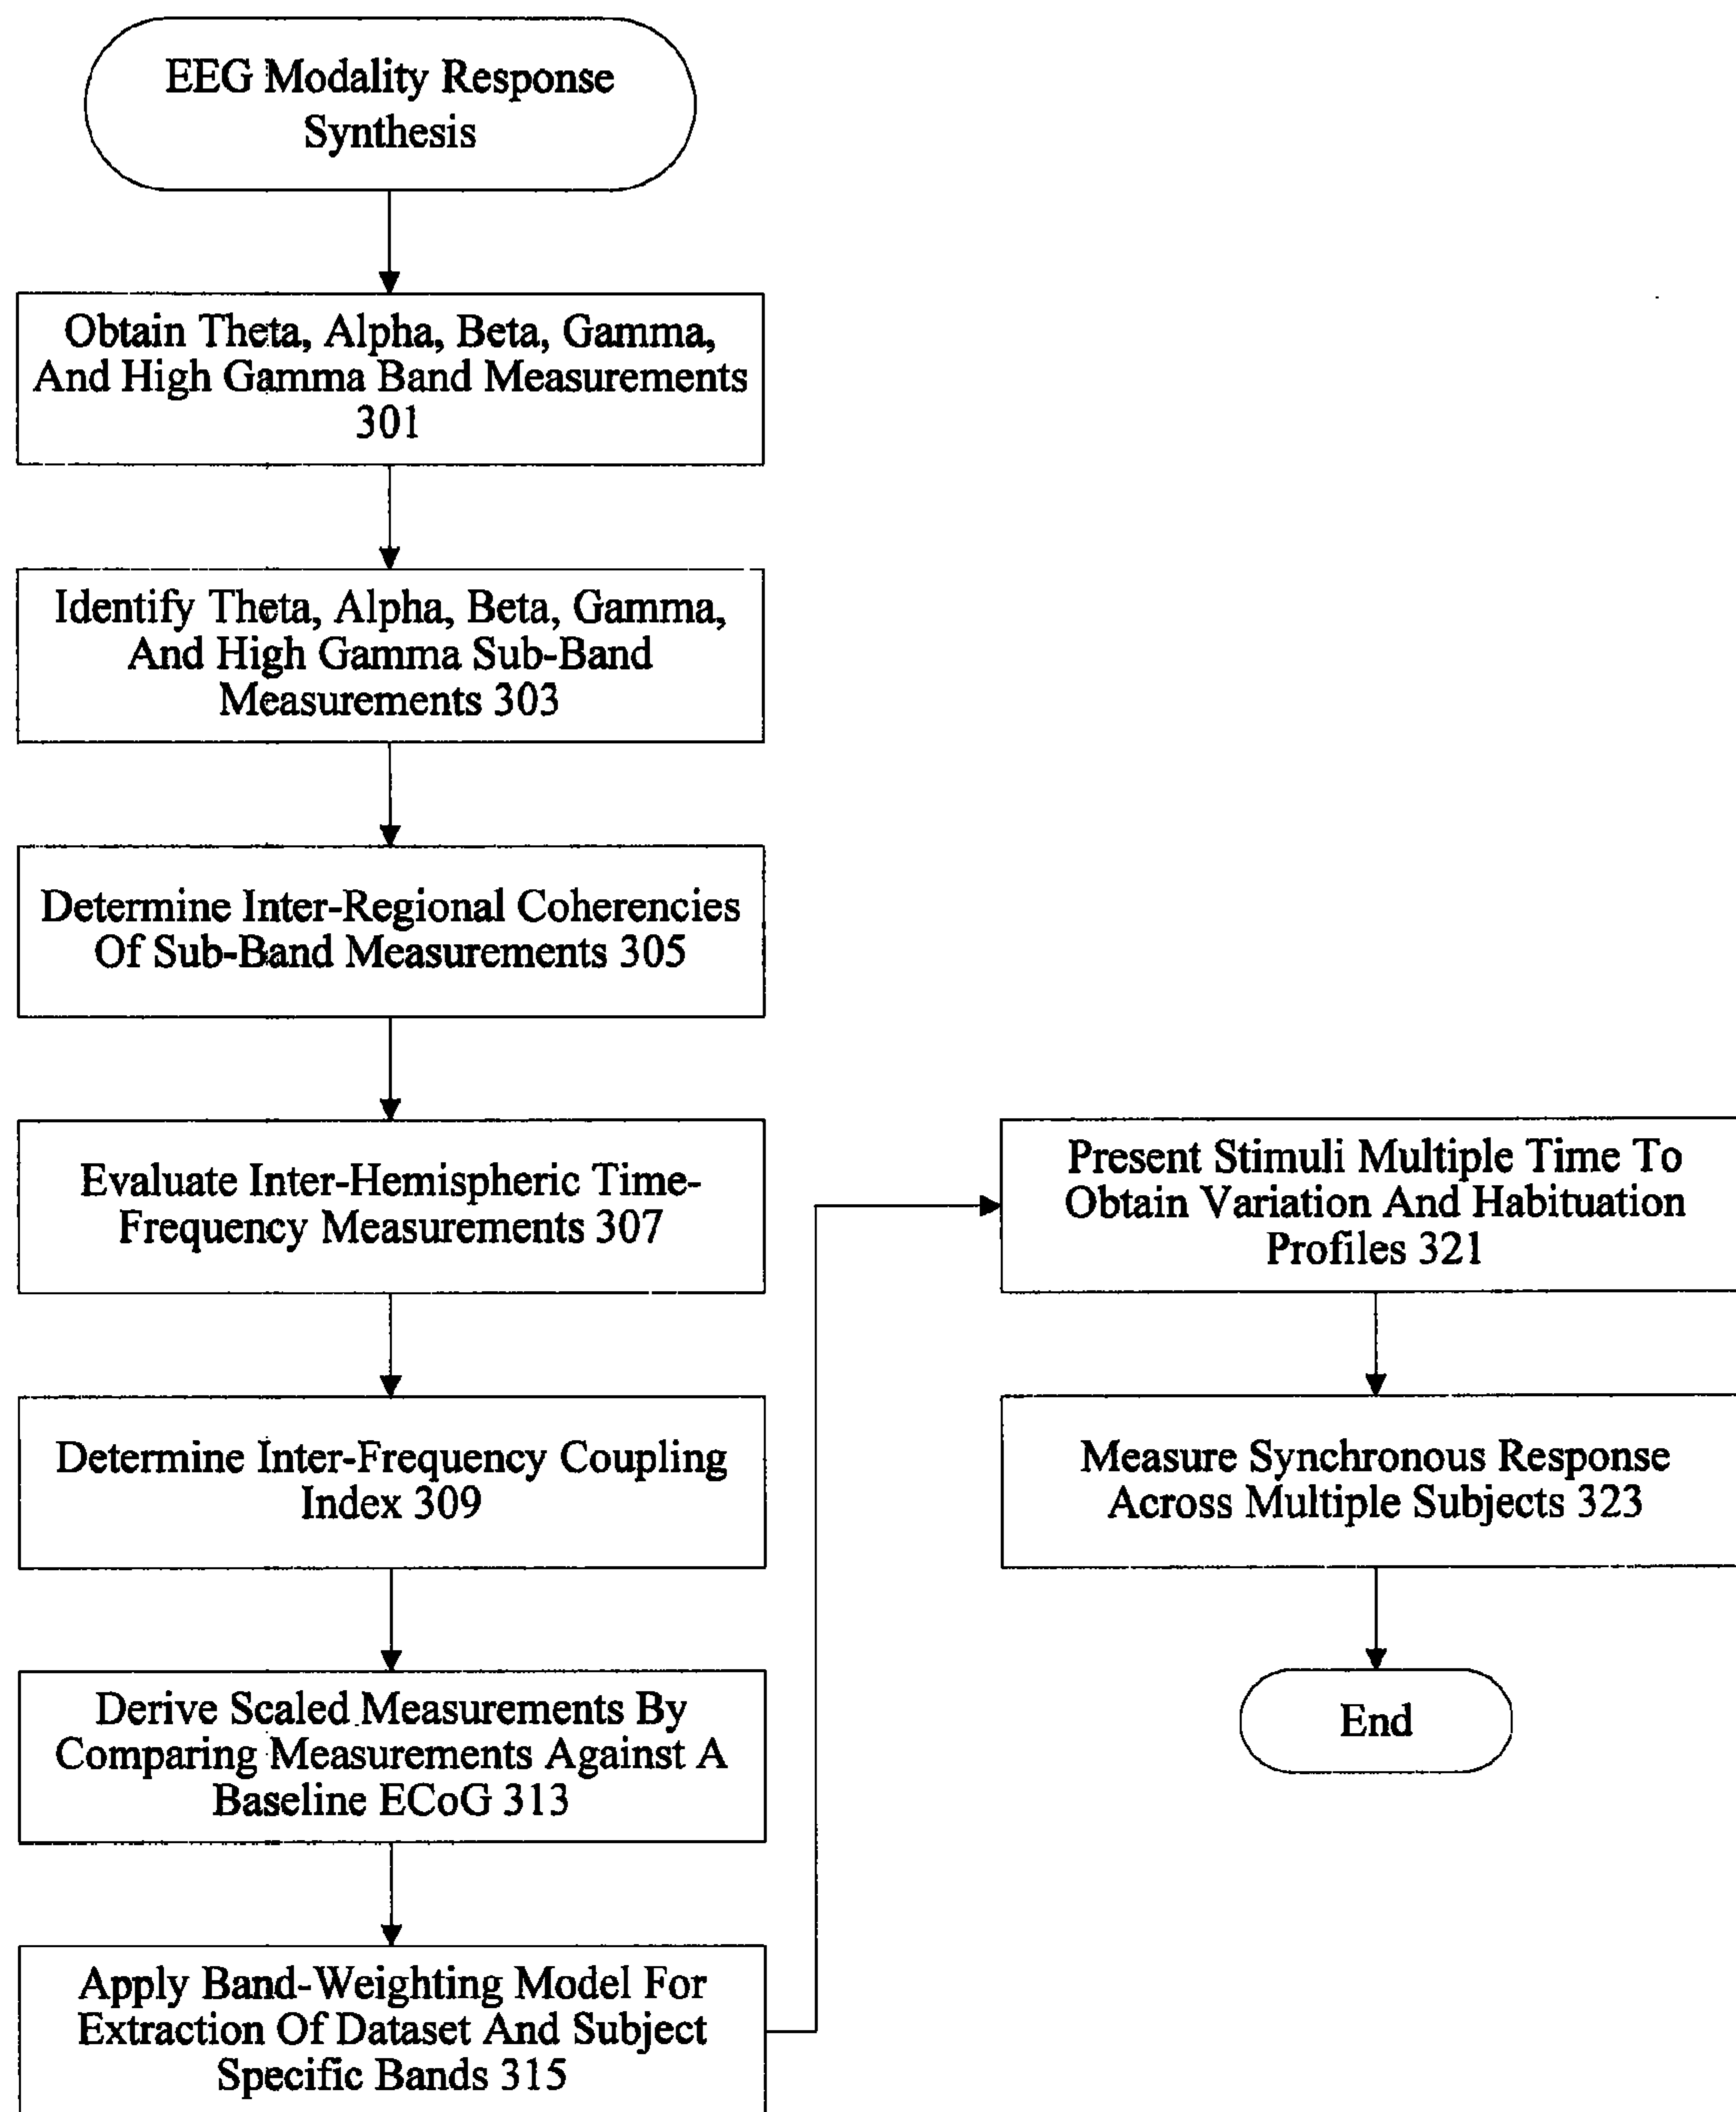 EEG Modality Response
Synthesis
Obtain Theta, Alpha, Beta, Gamma,
And High Gamma Band Measurements
301
Identify Theta, Alpha, Beta, Gamma,
And High Gamma Sub-Band
Measurements 303
Determine Inter-Regional Coherencies
Of Sub-Band Measurements 305
Evaluate Inter-Hemispheric Time-
Frequency Measurements 307
Determine Inter-Frequency Coupling
Index 309
Derive Scaled Measurements By
Comparing Measurements Against A
Baseline ECoG 313
Apply Band-Weighting Model For
Extraction Of Dataset And Subject
Specific Bands 315
Present Stimuli Multiple Time To
Obtain Variation And Habituation
Profiles 321
Measure Synchronous Response
Across Multiple Subjects 323
End